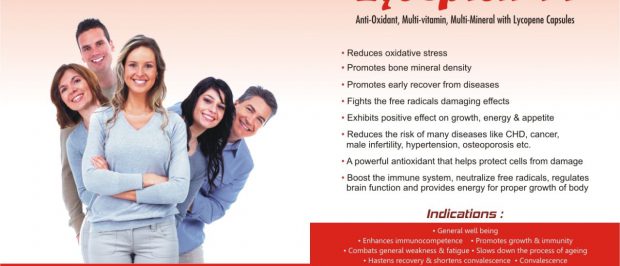 Anti-Oxidant, Multi-vitamin, Multi-Mineral with Lycopene Capsules
• Reduces oxidative stress
• Promotes bone mineral density
• Promotes early recover from diseases
• Fights the free radicals damaging effects
• Exhibits positive effect on growth, energy & appetite
• Reduces the risk of many diseases like CHD, cancer,
male infertility, hypertension, osteoporosis etc.
• A powerful antioxidant that helps protect cells from damage
• Boost the immune system, neutralize free radicals, regulates
brain function and provides energy for proper growth of body
Indications :
• General well being
• Enhances immunocompetence • Promotes growth & immunity
• Combats general weakness & fatigue • Slows down the process of ageing
• Hastens recovery & shortens convalescence • Convalescence